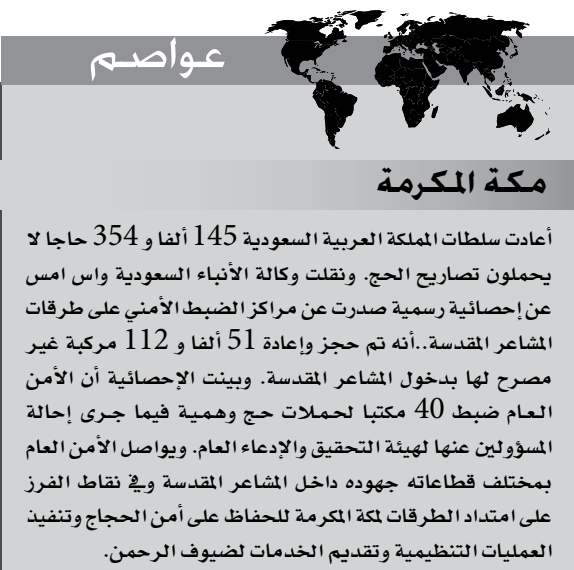 عواصم
مكة المكرمة
أعادت سلطات المملكة العربية السعودية 145 ألفا و 354 حاجا لا
يحملون تصاريح الحج. ونقلت وكالة الأنباء السعودية واس امس
عن إحصائية رسمية صدرت عن مراكز الضبط الأمني على طرقات
المشاعر المقدسة..أنه تم حجز وإعادة 51 ألفا و 112 مركبة غير
مصرح لها بدخول المشاعر المقدسة. وبينت الإحصائية أن الأمن
العام ضبط 40 مكتبا لحملات حج وهمية فيما جرى إحالة
المسؤولين عنها لهيئة التحقيق والإدعاء العام. ويواصل الأمن العام
بمختلف قطاعاته جهوده داخل المشاعر المقدسة وفي نقاط الفرز
على امتداد الطرقات لمكة المكرمة للحفاظ على أمن الحجاج وتنفيذ
العمليات التنظيمية وتقديم الخدمات لضيوف الرحمن.